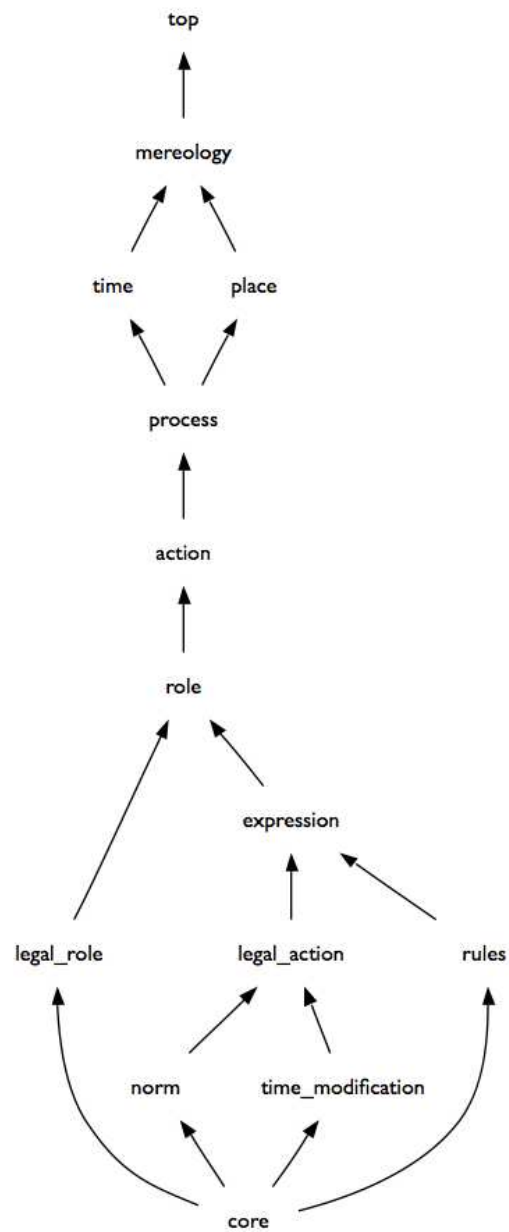 top
mereology
time place
process
action
role
expression
legal_role legal_action rules
norm time_modification
core